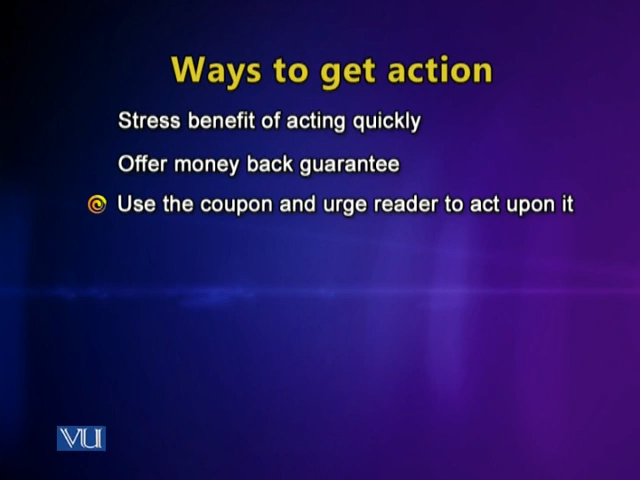 Ways to get action
Stress benefit of acting quickly
Offer money back guarantee
Use the coupon and urge reader to act upon it
VU